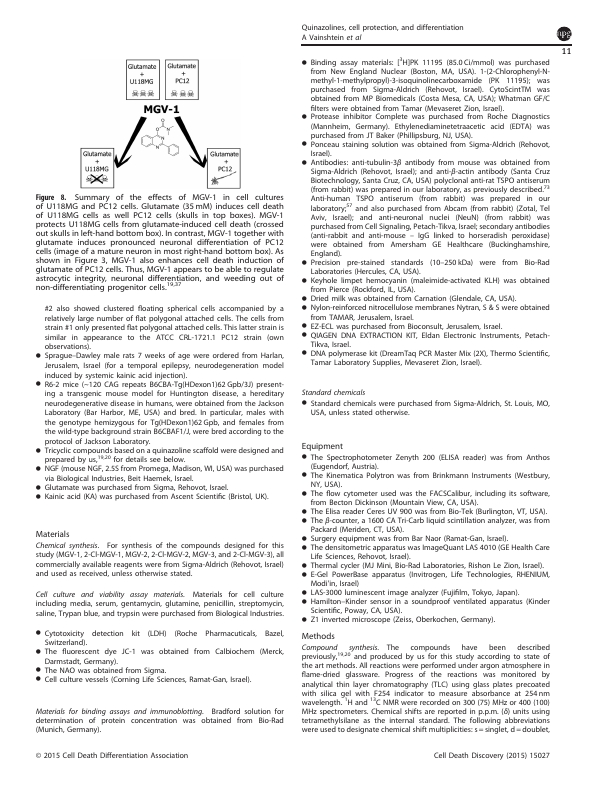 Quinazolines, cell protection, and differentiation
A Vainshtein et al
npg
11
Glutamate
+
U118MG
Glutamate
+
PC12
MGV-1
Glutamate
+
U118MG
Glutamate
+
PC12
Figure 8. Summary of the effects of MGV-1 in cell cultures
of U118MG and PC12 cells. Glutamate (35 mM) induces cell death
of U118MG cells as well PC12 cells (skulls in top boxes). MGV-1
protects U118MG cells from glutamate-induced cell death (crossed
out skulls in left-hand bottom box). In contrast, MGV-1 together with
glutamate induces pronounced neuronal differentiation of PC12
cells (image of a mature neuron in most right-hand bottom box). As
shown in Figure 3, MGV-1 also enhances cell death induction of
glutamate of PC12 cells. Thus, MGV-1 appears to be able to regulate
astrocytic integrity, neuronal differentiation, and weeding out of
non-differentiating progenitor cells.19,37
#2 also showed clustered floating spherical cells accompanied by a
relatively large number of flat polygonal attached cells. The cells from
strain #1 only presented flat polygonal attached cells. This latter strain is
similar in appearance to the ATCC CRL-1721.1 PC12 strain (own
observations).
● Sprague–Dawley male rats 7 weeks of age were ordered from Harlan,
Jerusalem, Israel (for a temporal epilepsy, neurodegeneration model
induced by systemic kainic acid injection).
● R6-2 mice (~120 CAG repeats B6CBA-Tg(HDexon1)62 Gpb/3J) present-
ing a transgenic mouse model for Huntington disease, a hereditary
neurodegenerative disease in humans, were obtained from the Jackson
Laboratory (Bar Harbor, ME, USA) and bred. In particular, males with
the genotype hemizygous for Tg(HDexon1)62 Gpb, and females from
the wild-type background strain B6CBAF1/J, were bred according to the
protocol of Jackson Laboratory.
● Tricyclic compounds based on a quinazoline scaffold were designed and
prepared by us,19,20 for details see below.
● NGF (mouse NGF, 2.5S from Promega, Madison, WI, USA) was purchased
via Biological Industries, Beit Haemek, Israel.
● Glutamate was purchased from Sigma, Rehovot, Israel.
● Kainic acid (KA) was purchased from Ascent Scientific (Bristol, UK).
Materials
Chemical synthesis. For synthesis of the compounds designed for this
study (MGV-1, 2-Cl-MGV-1, MGV-2, 2-Cl-MGV-2, MGV-3, and 2-Cl-MGV-3), all
commercially available reagents were from Sigma-Aldrich (Rehovot, Israel)
and used as received, unless otherwise stated.
Cell culture and viability assay materials. Materials for cell culture
including media, serum, gentamycin, glutamine, penicillin, streptomycin,
saline, Trypan blue, and trypsin were purchased from Biological Industries.
● Cytotoxicity detection kit (LDH) (Roche Pharmaceuticals, Bazel,
Switzerland).
● The fluorescent dye JC-1 was obtained from Calbiochem (Merck,
Darmstadt, Germany).
● The NAO was obtained from Sigma.
● Cell culture vessels (Corning Life Sciences, Ramat-Gan, Israel).
Materials for binding assays and immunoblotting. Bradford solution for
determination of protein concentration was obtained from Bio-Rad
(Munich, Germany).
● Binding assay materials: [3H]PK 11195 (85.0 Ci/mmol) was purchased
from New England Nuclear (Boston, MA, USA). 1-(2-Chlorophenyl-N-
methyl-1-methylpropyl)-3-isoquinolinecarboxamide (PK 11195); was
purchased from Sigma-Aldrich (Rehovot, Israel). CytoScintTM was
obtained from MP Biomedicals (Costa Mesa, CA, USA); Whatman GF/C
filters were obtained from Tamar (Mevaseret Zion, Israel).
● Protease inhibitor Complete was purchased from Roche Diagnostics
(Mannheim, Germany). Ethylenediaminetetraacetic acid (EDTA) was
purchased from JT Baker (Phillipsburg, NJ, USA).
● Ponceau staining solution was obtained from Sigma-Aldrich (Rehovot,
Israel).
● Antibodies: anti-tubulin-3β antibody from mouse was obtained from
Sigma-Aldrich (Rehovot, Israel); and anti-β-actin antibody (Santa Cruz
Biotechnology, Santa Cruz, CA, USA) polyclonal anti-rat TSPO antiserum
(from rabbit) was prepared in our laboratory, as previously described.73
Anti-human TSPO antiserum (from rabbit) was prepared in our
laboratory;57 and also purchased from Abcam (from rabbit) (Zotal, Tel
Aviv, Israel); and anti-neuronal nuclei (NeuN) (from rabbit) was
purchased from Cell Signaling, Petach-Tikva, Israel; secondary antibodies
(anti-rabbit and anti-mouse – IgG linked to horseradish peroxidase)
were obtained from Amersham GE Healthcare (Buckinghamshire,
England).
● Precision pre-stained standards (10–250 kDa) were from Bio-Rad
Laboratories (Hercules, CA, USA).
● Keyhole limpet hemocyanin (maleimide-activated KLH) was obtained
from Pierce (Rockford, IL, USA).
● Dried milk was obtained from Carnation (Glendale, CA, USA).
● Nylon-reinforced nitrocellulose membranes Nytran, S & S were obtained
from TAMAR, Jerusalem, Israel.
● EZ-ECL was purchased from Bioconsult, Jerusalem, Israel.
● QIAGEN DNA EXTRACTION KIT, Eldan Electronic Instruments, Petach-
Tikva, Israel.
● DNA polymerase kit (DreamTaq PCR Master Mix (2X), Thermo Scientific,
Tamar Laboratory Supplies, Mevaseret Zion, Israel).
Standard chemicals
● Standard chemicals were purchased from Sigma-Aldrich, St. Louis, MO,
USA, unless stated otherwise.
Equipment
● The Spectrophotometer Zenyth 200 (ELISA reader) was from Anthos
(Eugendorf, Austria).
● The Kinematica Polytron was from Brinkmann Instruments (Westbury,
NY, USA).
● The flow cytometer used was the FACSCalibur, including its software,
from Becton Dickinson (Mountain View, CA, USA).
● The Elisa reader Ceres UV 900 was from Bio-Tek (Burlington, VT, USA).
● The β-counter, a 1600 CA Tri-Carb liquid scintillation analyzer, was from
Packard (Meriden, CT, USA).
● Surgery equipment was from Bar Naor (Ramat-Gan, Israel).
● The densitometric apparatus was ImageQuant LAS 4010 (GE Health Care
Life Sciences, Rehovot, Israel).
● Thermal cycler (MJ Mini, Bio-Rad Laboratories, Rishon Le Zion, Israel).
● E-Gel PowerBase apparatus (Invitrogen, Life Technologies, RHENIUM,
Modi'in, Israel)
● LAS-3000 luminescent image analyzer (Fujifilm, Tokyo, Japan).
● Hamilton–Kinder sensor in a soundproof ventilated apparatus (Kinder
Scientific, Poway, CA, USA).
● Z1 inverted microscope (Zeiss, Oberkochen, Germany).
Methods
Compound synthesis. The compounds have been described
previously,19,20 and produced by us for this study according to state of
the art methods. All reactions were performed under argon atmosphere in
flame-dried glassware. Progress of the reactions was monitored by
analytical thin layer chromatography (TLC) using glass plates precoated
with silica gel with F254 indicator to measure absorbance at 254 nm
wavelength. 1H and 13C NMR were recorded on 300 (75) MHz or 400 (100)
MHz spectrometers. Chemical shifts are reported in p.p.m. (δ) units using
tetramethylsilane as the internal standard. The following abbreviations
were used to designate chemical shift multiplicities: s = singlet, d = doublet,
© 2015 Cell Death Differentiation Association
Cell Death Discovery (2015) 15027